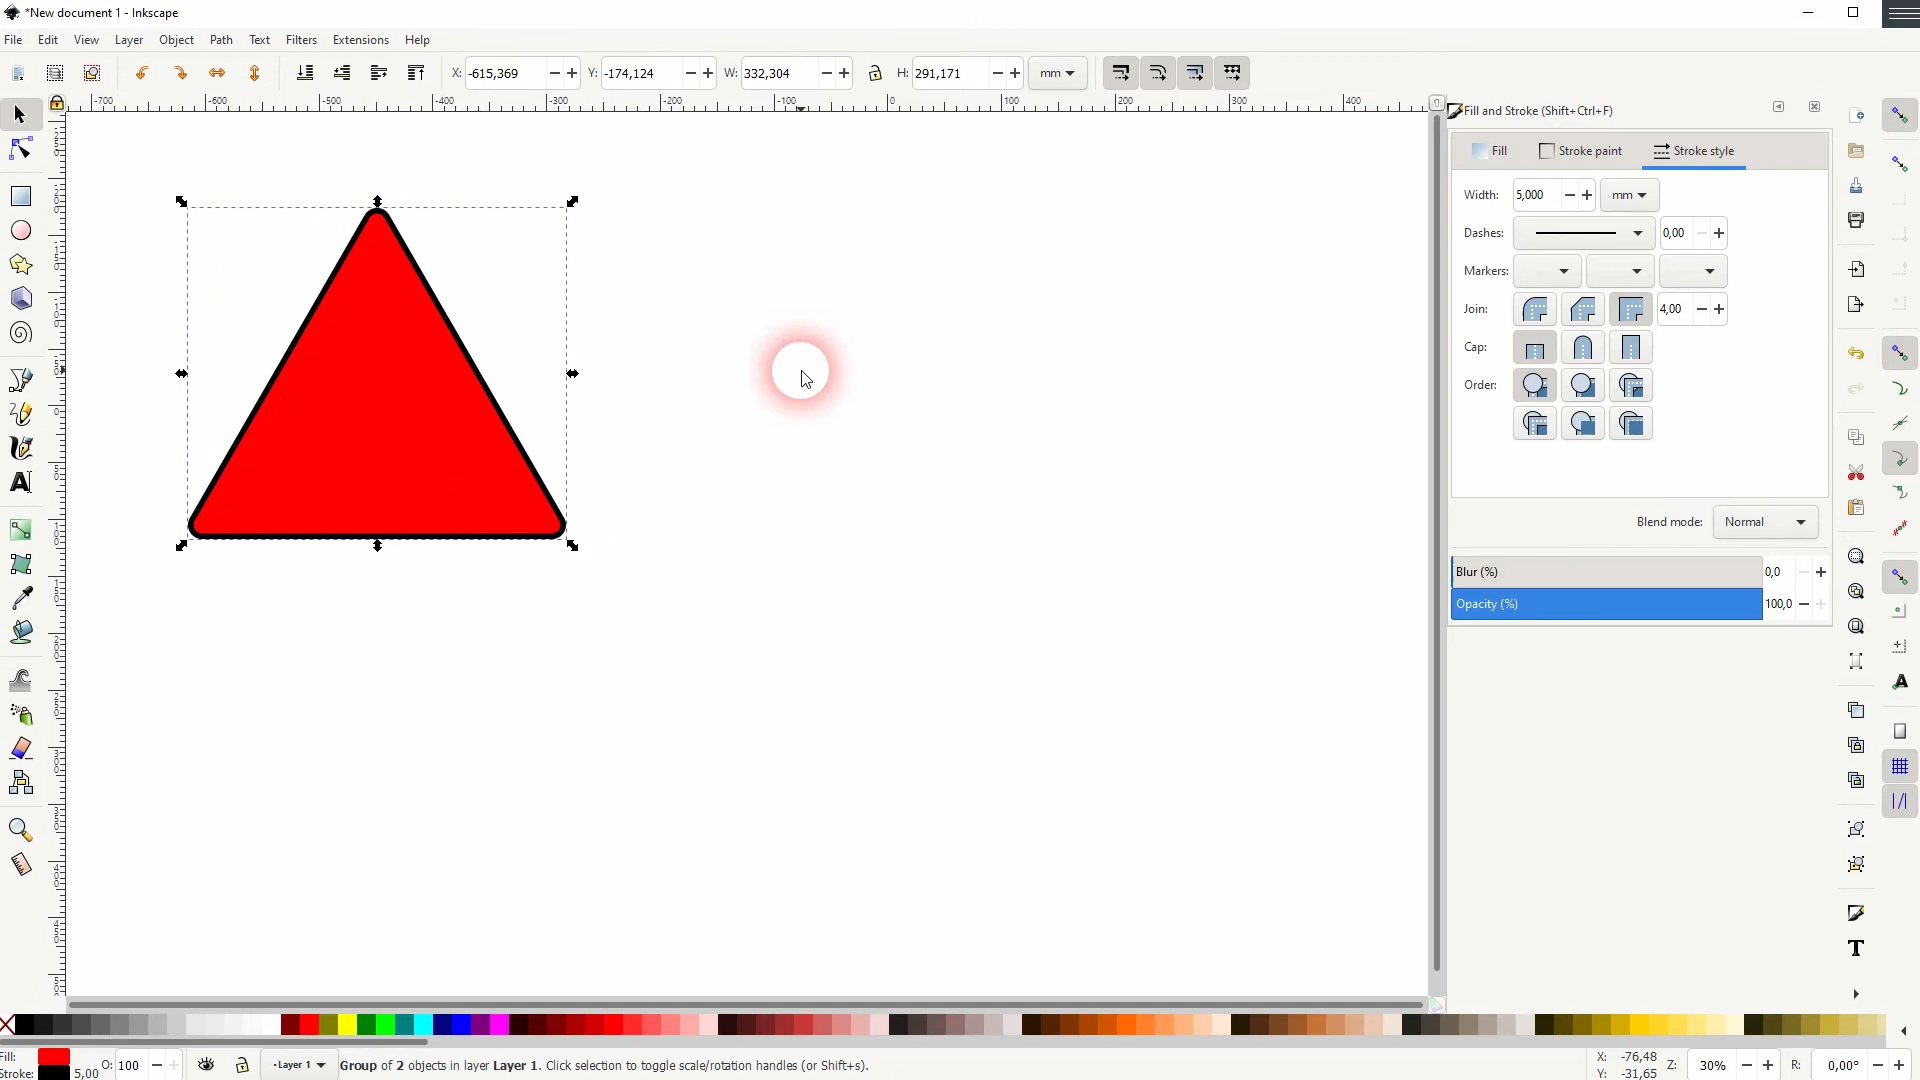 *New document 1 - Inkscape
File Edit View Layer Object Path Text Filters Extensions Help
X: -615,369 Y: -174,124 W: 332,304 H: 291,171 mm
-700 -600 -500 -400 -300 -200 -100 0 100 200 300 400
Fill and Stroke (Shift+Ctrl+F)
Fill Stroke paint Stroke style
Width: 5,000 mm
Dashes: 0,00
Markers:
Join: 4,00
Cap:
Order:
Blend mode: Normal
Blur (%) 0,0
Opacity (%) 100,0
Fill: O: 100 -Layer 1 Group of 2 objects in layer Layer 1. Click selection to toggle scale/rotation handles (or Shift+s). X: -76,48 Z: 30% R: 0,00°
Stroke: 5,00 Y: -31,65